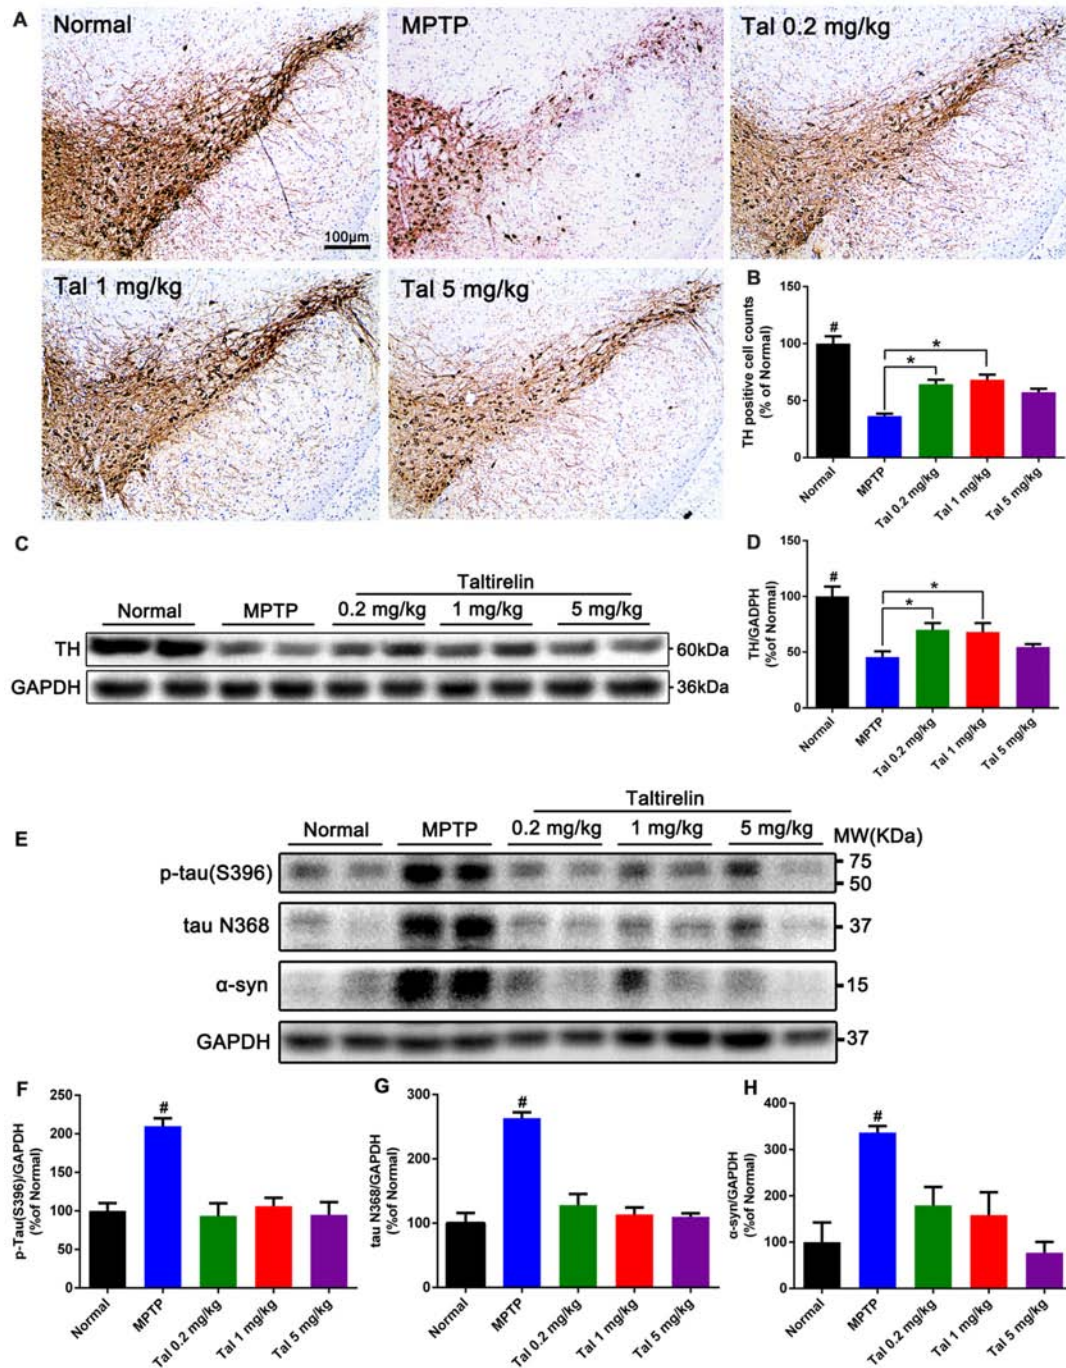 A
Normal
MPTP
Tal 0.2 mg/kg
100μm
Tal 1 mg/kg
Tal 5 mg/kg
B
TH positive cell counts
(% of Normal)
150
100
50
0
#
*
*
Normal
MPTP
Tal 0.2 mg/kg
Tal 1 mg/kg
Tal 5 mg/kg
C
Taltirelin
Normal MPTP 0.2 mg/kg 1 mg/kg 5 mg/kg
TH 60kDa
GAPDH 36kDa
D
TH/GADPH
(%of Normal)
150
100
50
0
#
*
*
Normal
MPTP
Tal 0.2 mg/kg
Tal 1 mg/kg
Tal 5 mg/kg
E
Taltirelin
Normal MPTP 0.2 mg/kg 1 mg/kg 5 mg/kg MW(KDa)
p-tau(S396) 75
50
tau N368 37
α-syn 15
GAPDH 37
F
p-Tau(S396)/GAPDH
(%of Normal)
250
200
150
100
50
0
#
Normal
MPTP
Tal 0.2 mg/kg
Tal 1 mg/kg
Tal 5 mg/kg
G
tau N368/GAPDH
(%of Normal)
300
200
100
0
#
Normal
MPTP
Tal 0.2 mg/kg
Tal 1 mg/kg
Tal 5 mg/kg
H
α-syn/GAPDH
(%of Normal)
400
300
200
100
0
#
Normal
MPTP
Tal 0.2 mg/kg
Tal 1 mg/kg
Tal 5 mg/kg